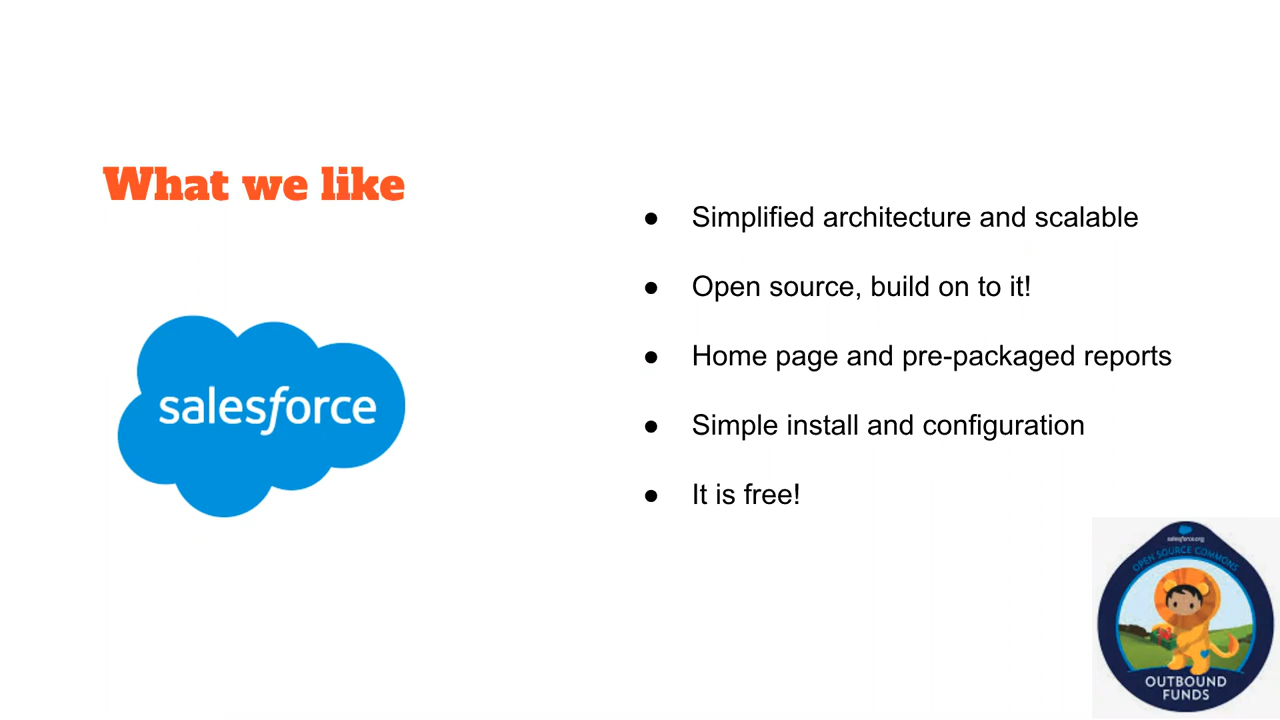 What we like
salesforce
● Simplified architecture and scalable
● Open source, build on to it!
● Home page and pre-packaged reports
● Simple install and configuration
● It is free!
salesforce.org
OPEN SOURCE COMMONS
OUTBOUND
FUNDS